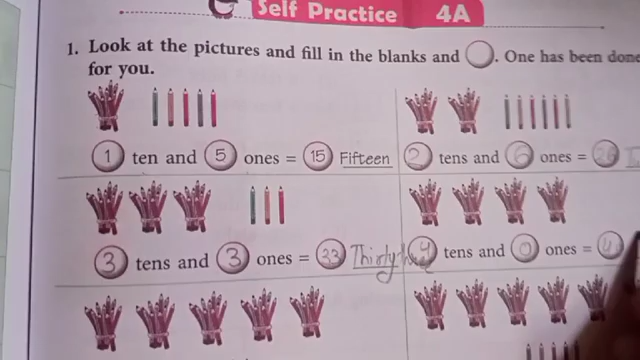 Self Practice 4A
1. Look at the pictures and fill in the blanks and . One has been done
for you.
1 ten and 5 ones = 15 Fifteen
2 tens and 6 ones = 26
3 tens and 3 ones = 33
4 tens and 0 ones =